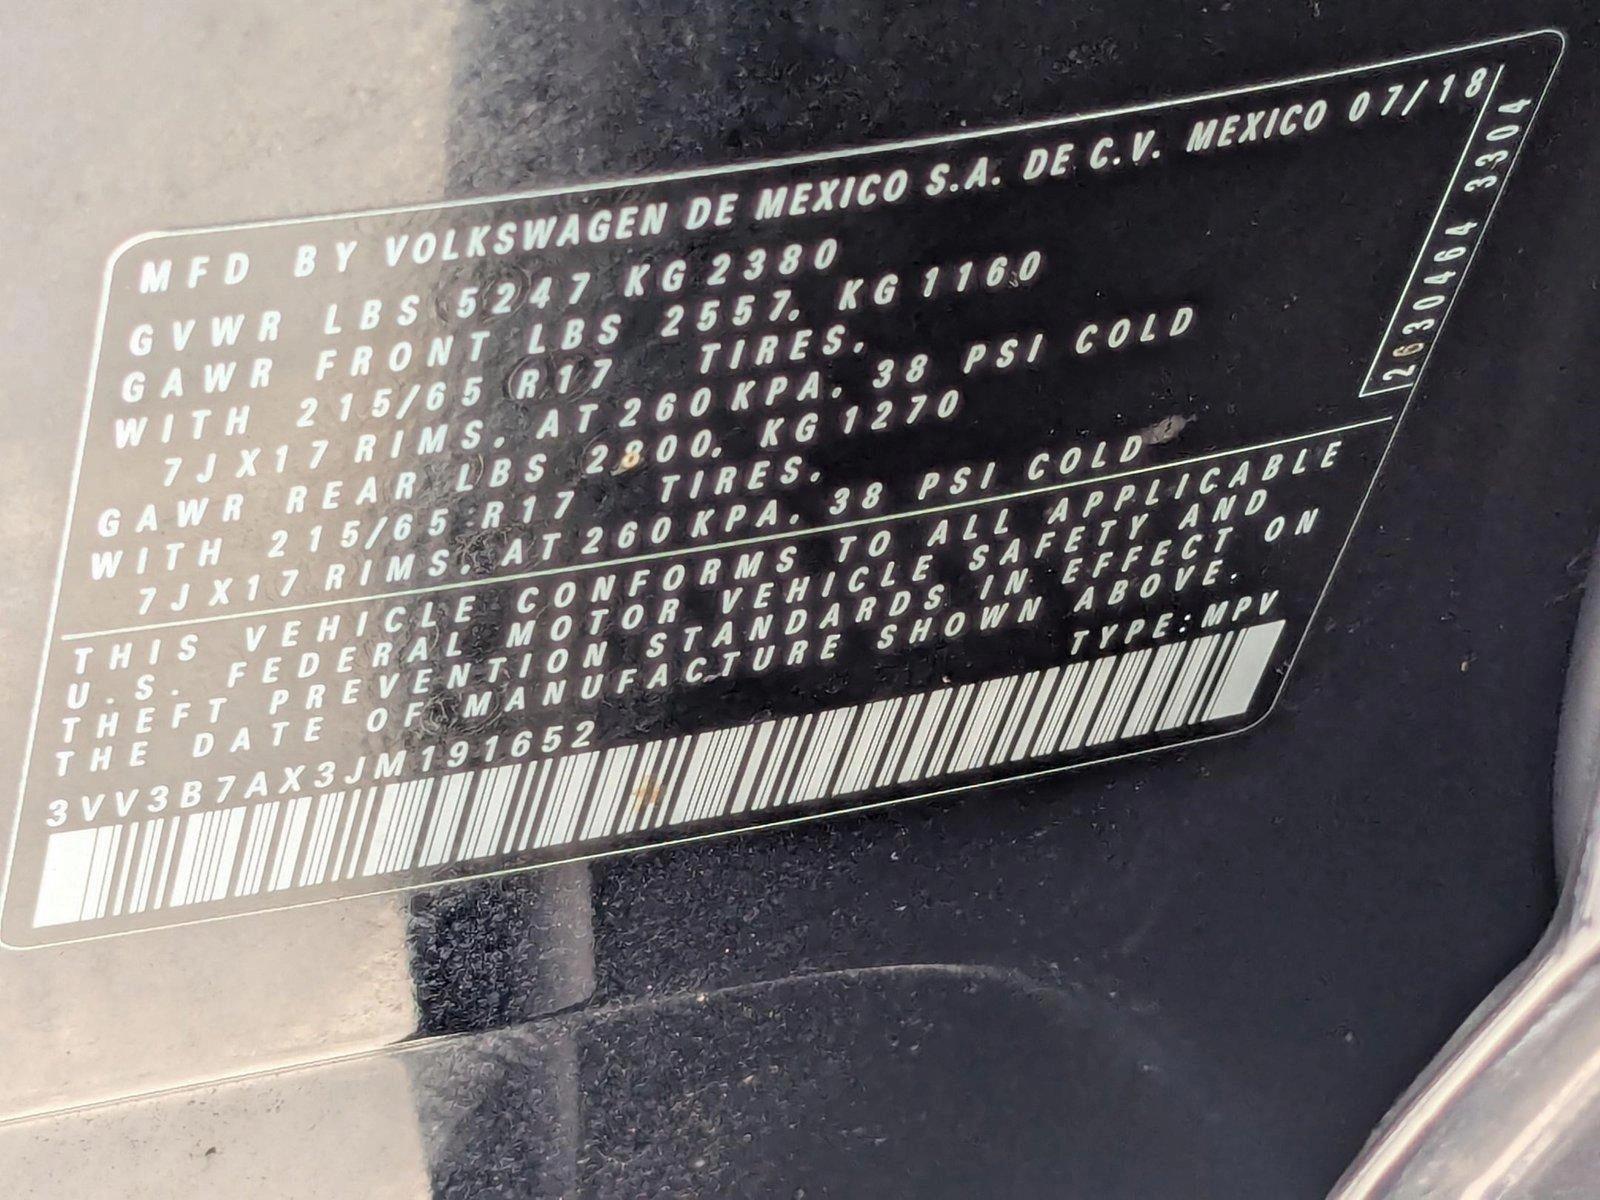 MFD BY VOLKSWAGEN DE MEXICO S.A. DE C.V. MEXICO 07/18
GVWR LBS 5247 KG 2380
GAWR FRONT LBS 2557. KG 1160
WITH 215/65 R17 TIRES.
7JX17 RIMS. AT 260 KPA. 38 PSI COLD
GAWR REAR LBS 2800. KG 1270
WITH 215/65 R17 TIRES.
7JX17 RIMS. AT 260 KPA. 38 PSI COLD
THIS VEHICLE CONFORMS TO ALL APPLICABLE
U.S. FEDERAL MOTOR VEHICLE SAFETY AND
THEFT PREVENTION STANDARDS IN EFFECT ON
THE DATE OF MANUFACTURE SHOWN ABOVE.
3VV3B7AX3JM191652 TYPE:MPV
2630464 3304